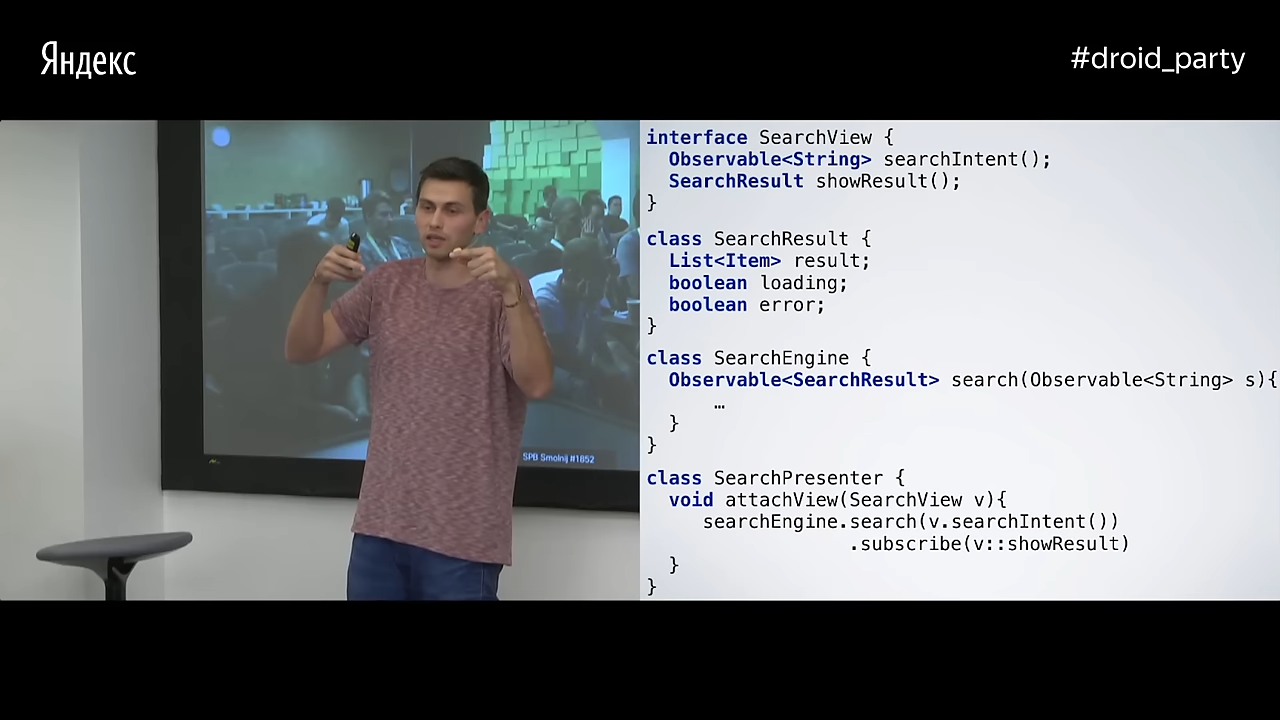 Яндекс
#droid_party
SPB Smolnij #1852
interface SearchView {
Observable<String> searchIntent();
SearchResult showResult();
}
class SearchResult {
List<Item> result;
boolean loading;
boolean error;
}
class SearchEngine {
Observable<SearchResult> search(Observable<String> s){
…
}
}
class SearchPresenter {
void attachView(SearchView v){
searchEngine.search(v.searchIntent())
.subscribe(v::showResult)
}
}